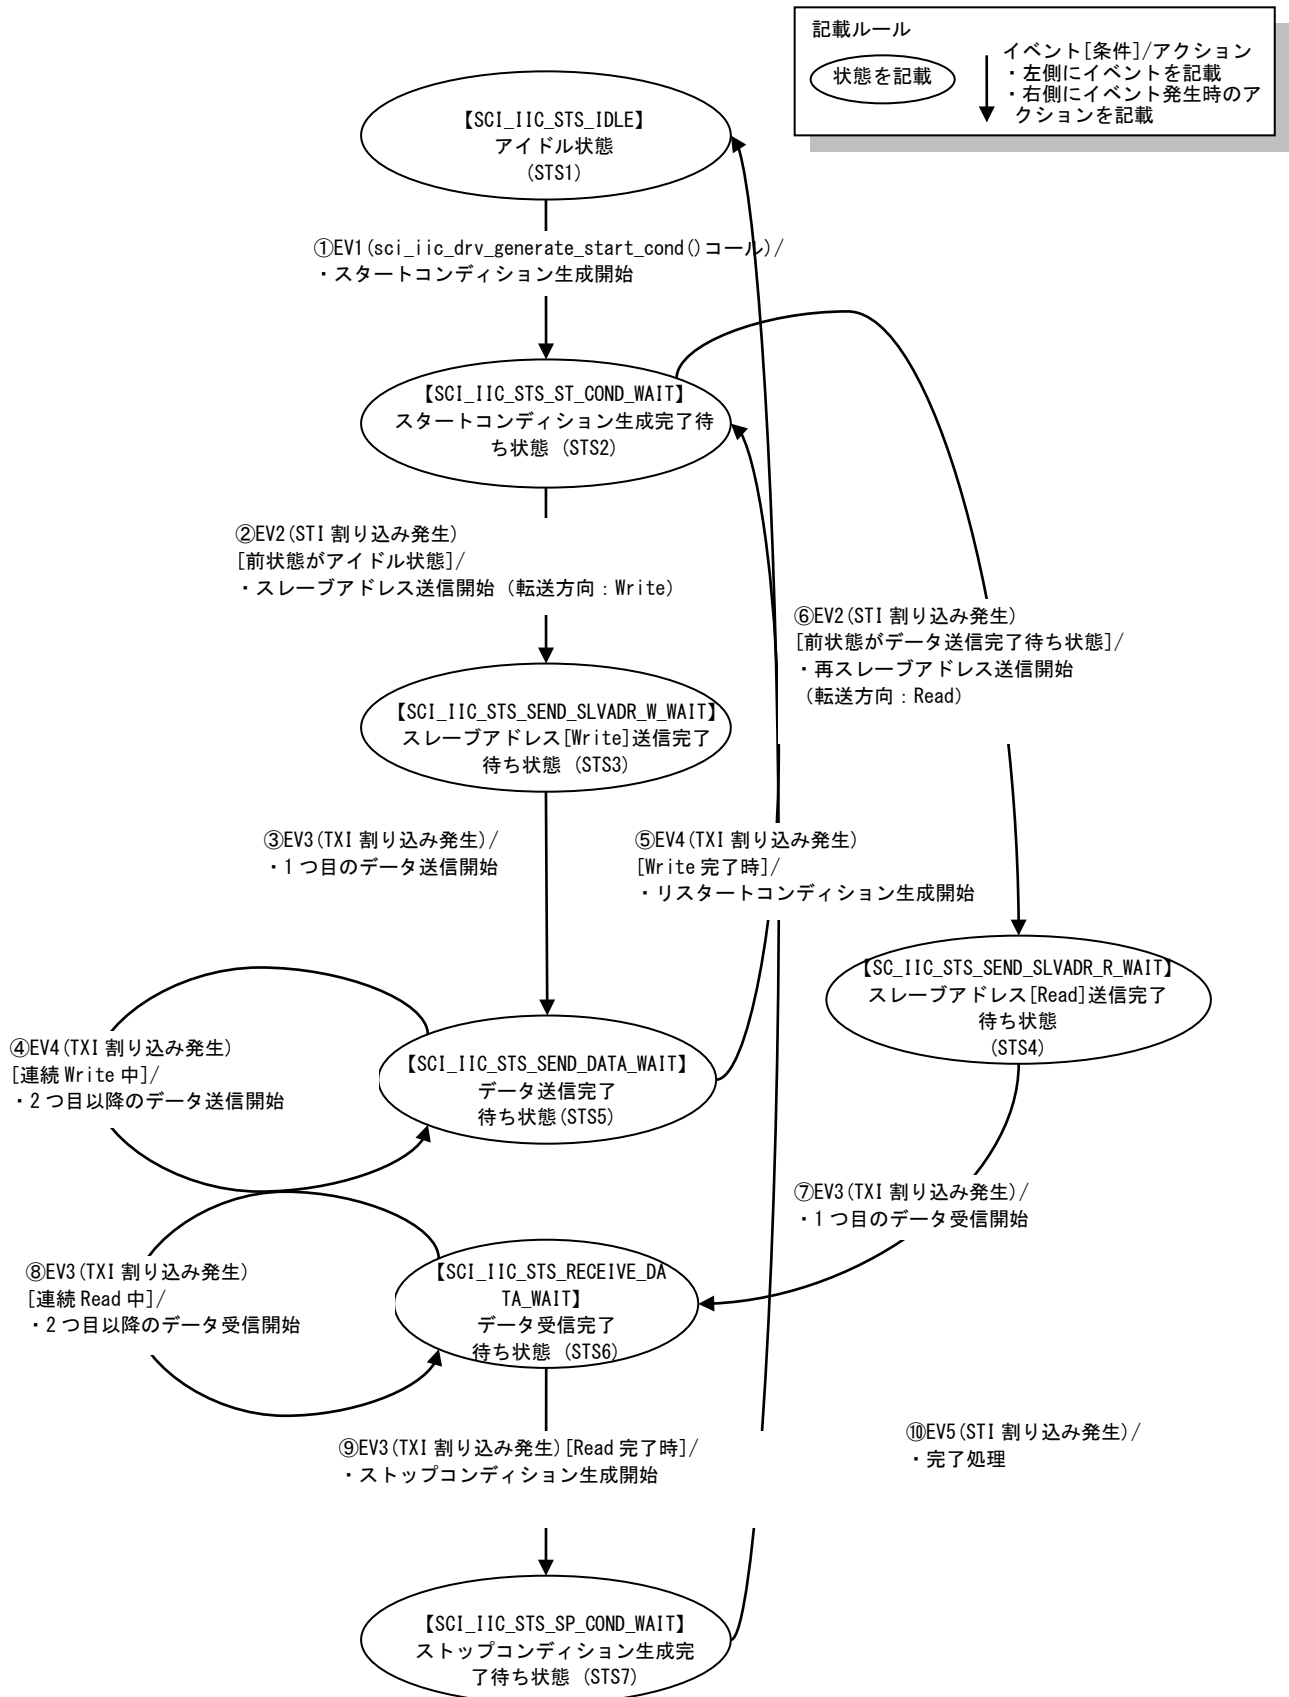 記載ルール
状態を記載
イベント[条件]/アクション
・左側にイベントを記載
・右側にイベント発生時のア
クションを記載
【SCI_IIC_STS_IDLE】
アイドル状態
(STS1)
①EV1(sci_iic_drv_generate_start_cond()コール)/
・スタートコンディション生成開始
【SCI_IIC_STS_ST_COND_WAIT】
スタートコンディション生成完了待
ち状態 (STS2)
②EV2(STI 割り込み発生)
[前状態がアイドル状態]/
・スレーブアドレス送信開始（転送方向：Write）
⑥EV2(STI 割り込み発生)
[前状態がデータ送信完了待ち状態]/
・再スレーブアドレス送信開始
（転送方向：Read）
【SCI_IIC_STS_SEND_SLVADR_W_WAIT】
スレーブアドレス[Write]送信完了
待ち状態 (STS3)
③EV3(TXI 割り込み発生)/
・1 つ目のデータ送信開始
⑤EV4(TXI 割り込み発生)
[Write 完了時]/
・リスタートコンディション生成開始
【SC_IIC_STS_SEND_SLVADR_R_WAIT】
スレーブアドレス[Read]送信完了
待ち状態
(STS4)
④EV4(TXI 割り込み発生)
[連続 Write 中]/
・2 つ目以降のデータ送信開始
【SCI_IIC_STS_SEND_DATA_WAIT】
データ送信完了
待ち状態(STS5)
⑦EV3(TXI 割り込み発生)/
・1 つ目のデータ受信開始
⑧EV3(TXI 割り込み発生)
[連続 Read 中]/
・2 つ目以降のデータ受信開始
【SCI_IIC_STS_RECEIVE_DA
TA_WAIT】
データ受信完了
待ち状態 (STS6)
⑨EV3(TXI 割り込み発生)[Read 完了時]/
・ストップコンディション生成開始
⑩EV5(STI 割り込み発生)/
・完了処理
【SCI_IIC_STS_SP_COND_WAIT】
ストップコンディション生成完
了待ち状態 (STS7)